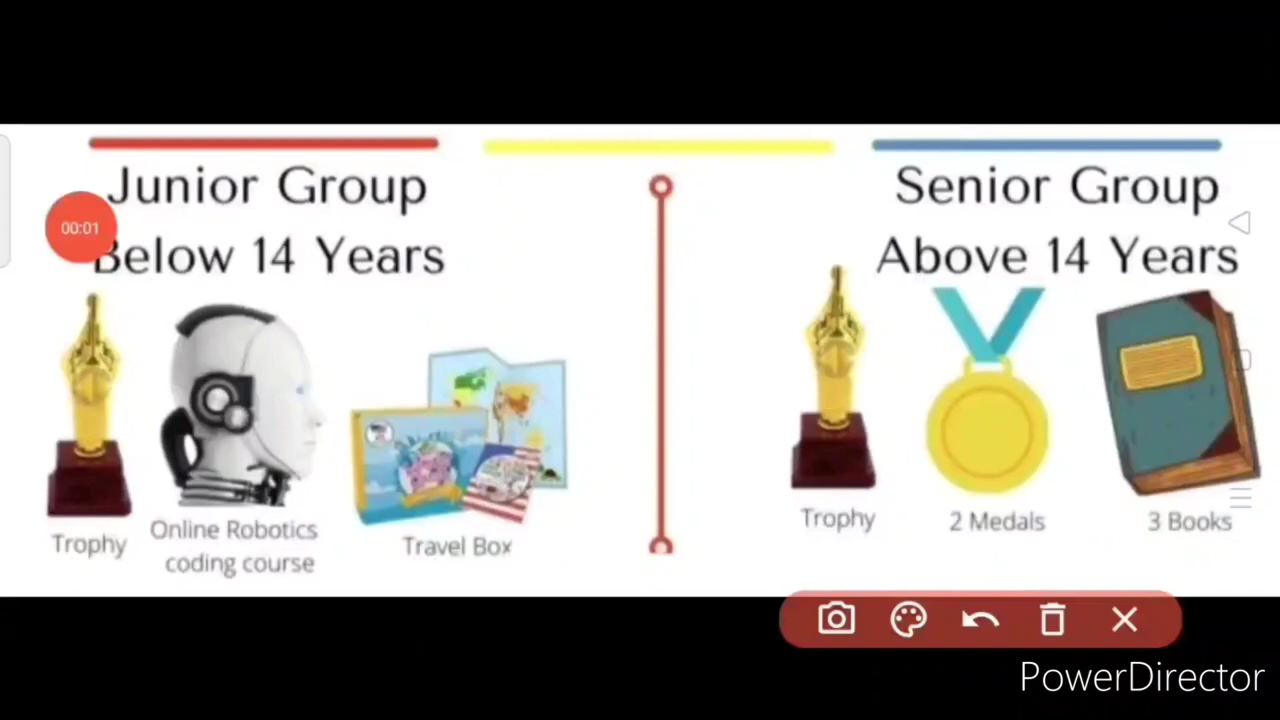 Junior Group
Below 14 Years
00:01
Trophy
Online Robotics
coding course
Travel Box
Senior Group
Above 14 Years
Trophy
2 Medals
3 Books
PowerDirector